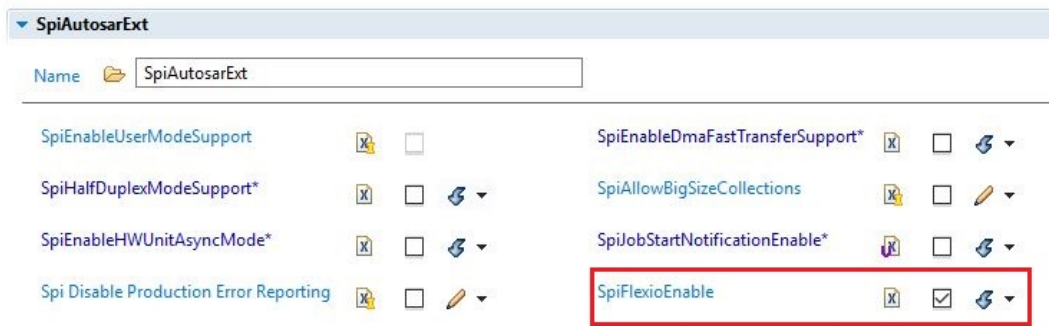 SpiAutosarExt
Name SpiAutosarExt
SpiEnableUserModeSupport SpiEnableDmaFastTransferSupport*
SpiHalfDuplexModeSupport* SpiAllowBigSizeCollections
SpiEnableHWUnitAsyncMode* SpiJobStartNotificationEnable*
Spi Disable Production Error Reporting SpiFlexioEnable